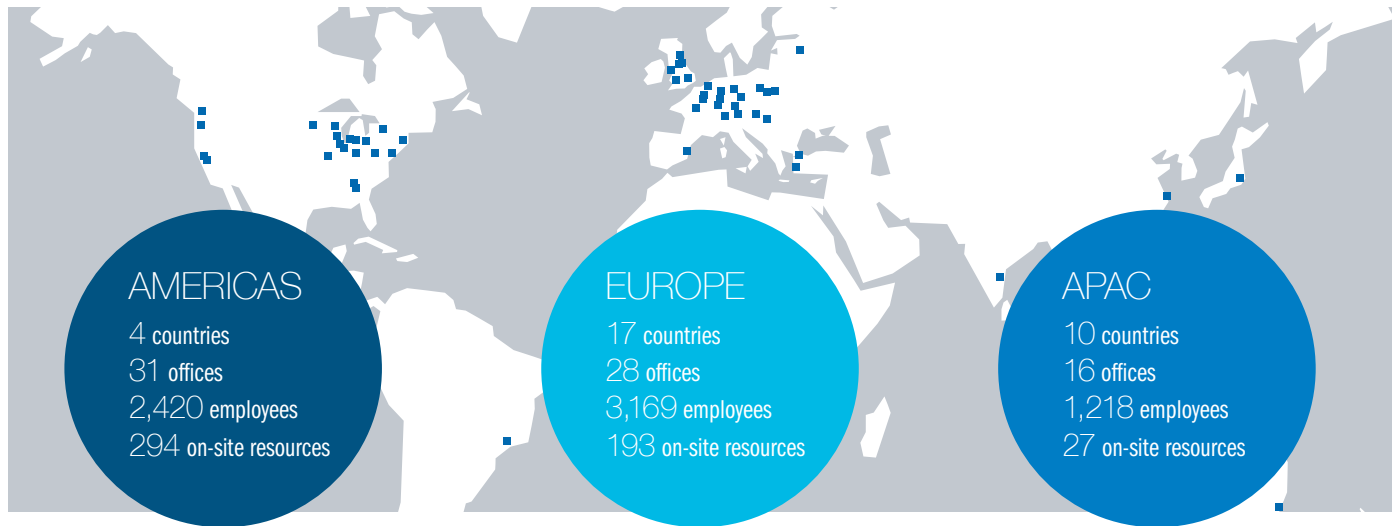 AMERICAS
4 countries
31 offices
2,420 employees
294 on-site resources
EUROPE
17 countries
28 offices
3,169 employees
193 on-site resources
APAC
10 countries
16 offices
1,218 employees
27 on-site resources